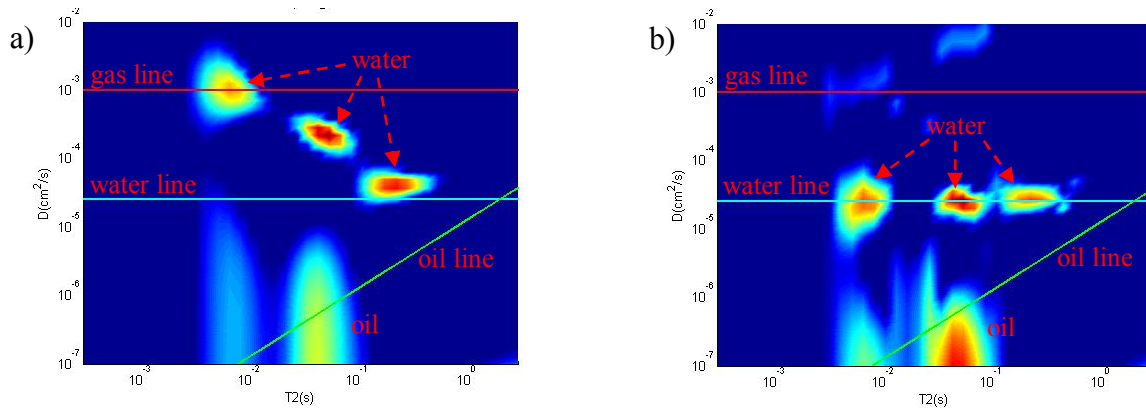 a)
10^-2
10^-3
10^-4
10^-5
10^-6
10^-7
D(cm^2/s)
gas line
water
water line
oil line
oil
10^-3
10^-2
10^-1
10^0
T2(s)
b)
10^-2
10^-3
10^-4
10^-5
10^-6
10^-7
D(cm^2/s)
gas line
water
water line
oil line
oil
10^-3
10^-2
10^-1
10^0
T2(s)